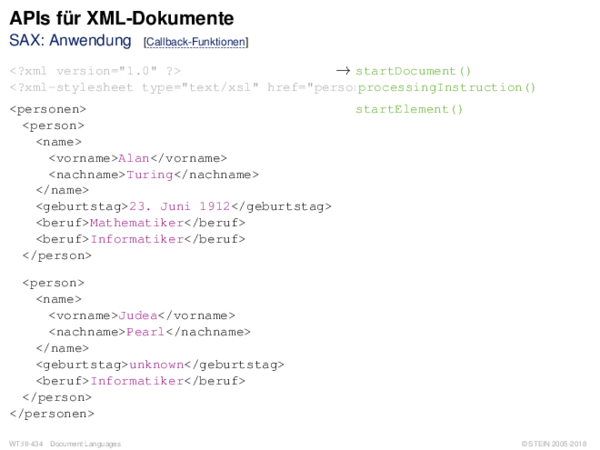 APIs für XML-Dokumente
SAX: Anwendung [Callback-Funktionen]
<?xml version="1.0" ?> → startDocument()
<?xml-stylesheet type="text/xsl" href="perso processingInstruction()
<personen> startElement()
<person>
<name>
<vorname>Alan</vorname>
<nachname>Turing</nachname>
</name>
<geburtstag>23. Juni 1912</geburtstag>
<beruf>Mathematiker</beruf>
<beruf>Informatiker</beruf>
</person>
<person>
<name>
<vorname>Judea</vorname>
<nachname>Pearl</nachname>
</name>
<geburtstag>unknown</geburtstag>
<beruf>Informatiker</beruf>
</person>
</personen>
WT:III-434 Document Languages © STEIN 2005-2018